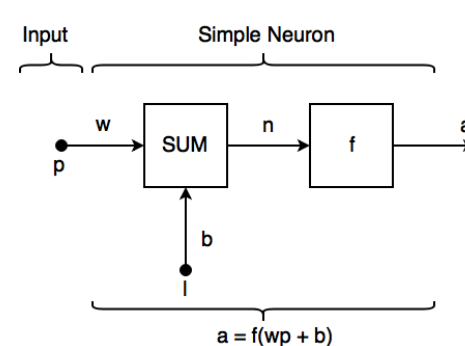 Input Simple Neuron
w n a
SUM f
p
b
I
a = f(wp + b)